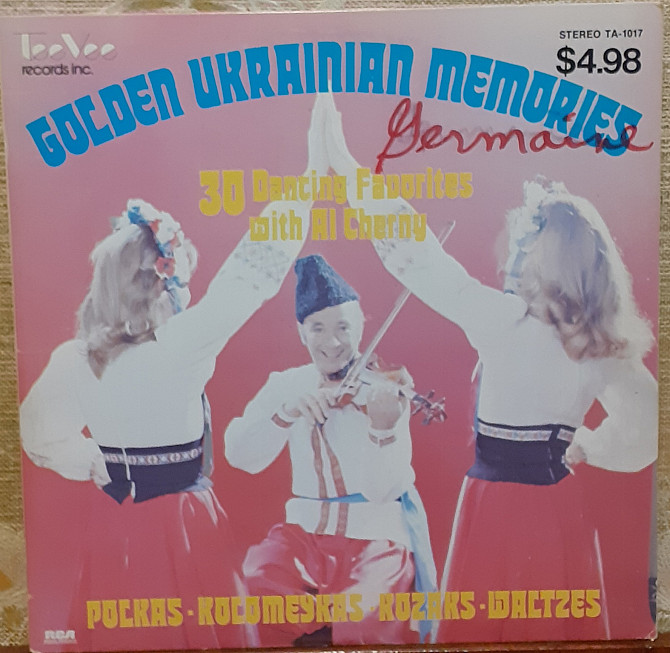 TeeVee
records inc.
STEREO TA-1017
$4.98
GOLDEN UKRAINIAN MEMORIES
Germaine
30 Dancing Favorites
with Al Cherny
POLKAS - KOLOMEYKAS - KOZAKS - WALTZES
RCA